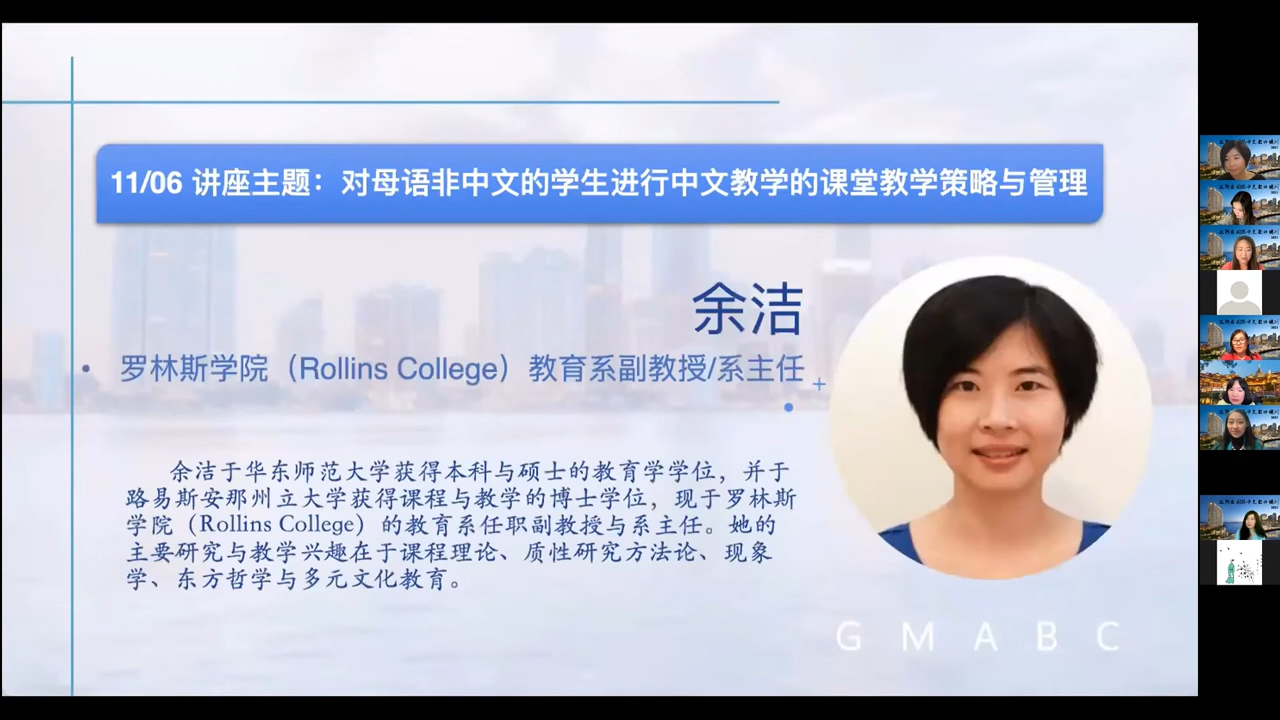 11/06 讲座主题：对母语非中文的学生进行中文教学的课堂教学策略与管理
余洁
• 罗林斯学院（Rollins College）教育系副教授/系主任
余洁于华东师范大学获得本科与硕士的教育学学位，并于
路易斯安那州立大学获得课程与教学的博士学位，现于罗林斯
学院（Rollins College）的教育系任职副教授与系主任。她的
主要研究与教学兴趣在于课程理论、质性研究方法论、现象
学、东方哲学与多元文化教育。
G M A B C